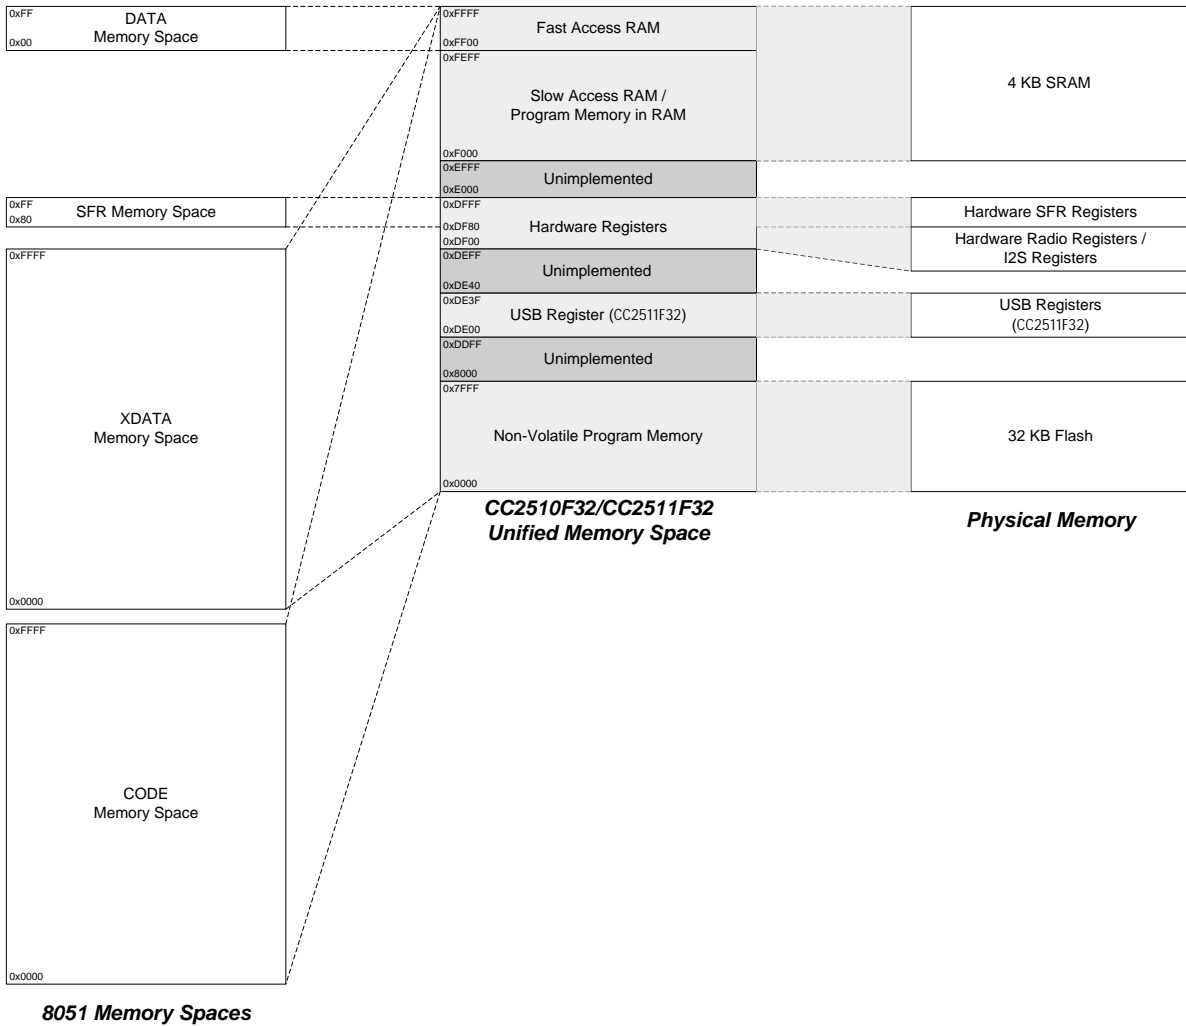 0xFF
DATA
Memory Space
0x00
0xFF
SFR Memory Space
0x80
0xFFFF
XDATA
Memory Space
0x0000
0xFFFF
CODE
Memory Space
0x0000
8051 Memory Spaces
0xFFFF
Fast Access RAM
0xFF00
0xFEFF
Slow Access RAM /
Program Memory in RAM
0xF000
0xEFFF
Unimplemented
0xE000
0xDFFF
0xDF80
Hardware Registers
0xDF00
0xDEFF
Unimplemented
0xDE40
0xDE3F
USB Register (CC2511F32)
0xDE00
0xDDFF
Unimplemented
0x8000
0x7FFF
Non-Volatile Program Memory
0x0000
CC2510F32/CC2511F32
Unified Memory Space
4 KB SRAM
Hardware SFR Registers
Hardware Radio Registers /
I2S Registers
USB Registers
(CC2511F32)
32 KB Flash
Physical Memory